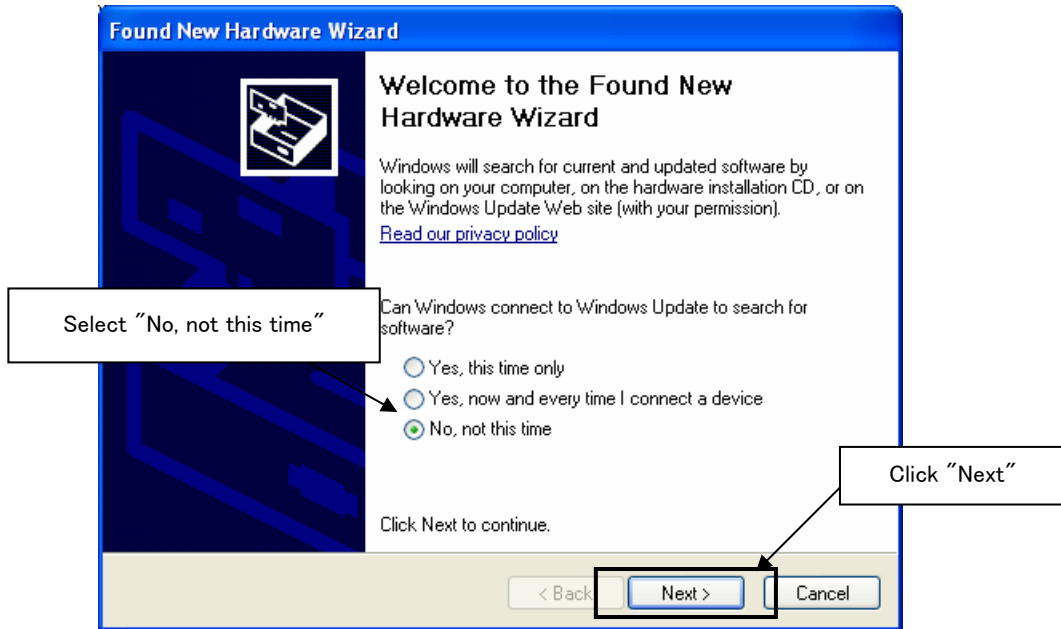 Found New Hardware Wizard
Welcome to the Found New
Hardware Wizard
Windows will search for current and updated software by
looking on your computer, on the hardware installation CD, or on
the Windows Update Web site (with your permission).
Read our privacy policy
Can Windows connect to Windows Update to search for
software?
Select "No, not this time"
Yes, this time only
Yes, now and every time I connect a device
No, not this time
Click "Next"
Click Next to continue.
< Back
Next >
Cancel